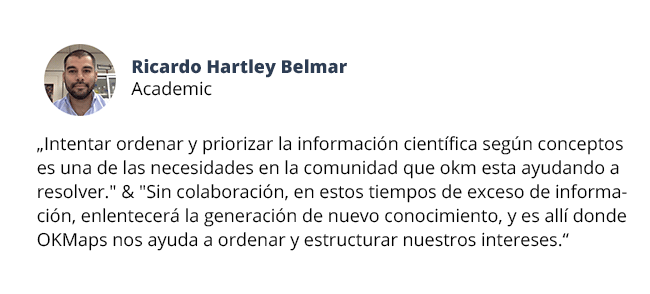 Ricardo Hartley Belmar
Academic
„Intentar ordenar y priorizar la información científica según conceptos
es una de las necesidades en la comunidad que okm esta ayudando a
resolver." & "Sin colaboración, en estos tiempos de exceso de informa-
ción, enlentecerá la generación de nuevo conocimiento, y es allí donde
OKMaps nos ayuda a ordenar y estructurar nuestros intereses.“